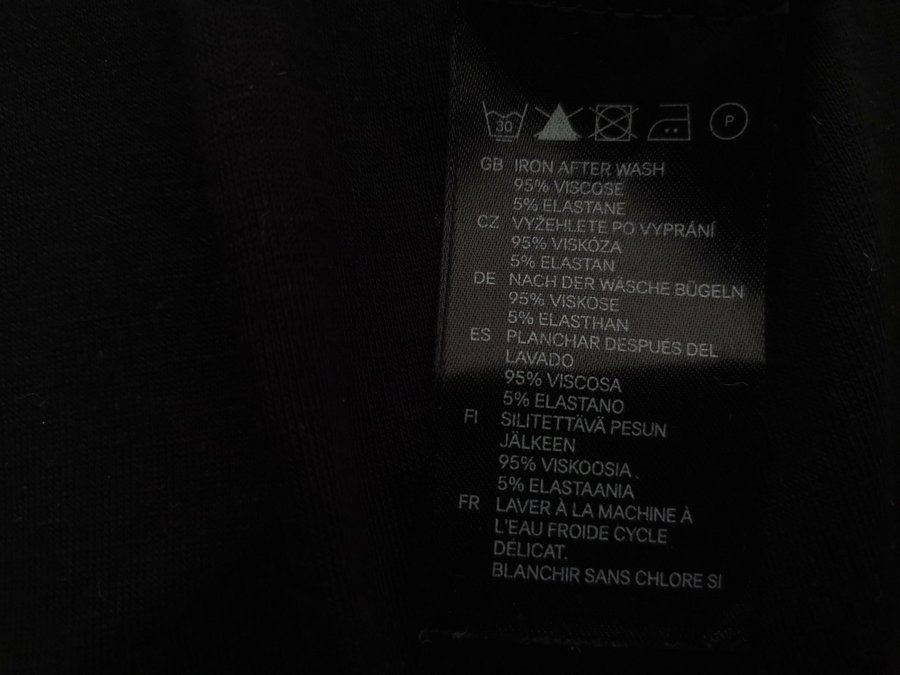 30 P
GB IRON AFTER WASH
95% VISCOSE
5% ELASTANE
CZ VYŽEHLETE PO VYPRÁNÍ
95% VISKÓZA
5% ELASTAN
DE NACH DER WÄSCHE BÜGELN
95% VISKOSE
5% ELASTHAN
ES PLANCHAR DESPUÉS DEL
LAVADO
95% VISCOSA
5% ELASTANO
FI SILITETTÄVÄ PESUN
JÄLKEEN
95% VISKOOSIA
5% ELASTAANIA
FR LAVER À LA MACHINE À
L'EAU FROIDE CYCLE
DÉLICAT.
BLANCHIR SANS CHLORE SI